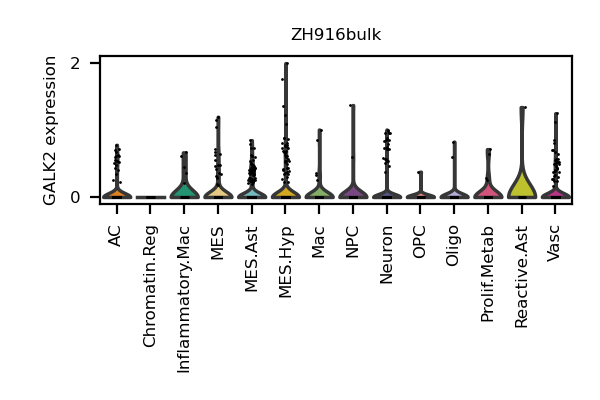 ZH916bulk
GALK2 expression
2
0
AC
Chromatin.Reg
Inflammatory.Mac
MES
MES.Ast
MES.Hyp
Mac
NPC
Neuron
OPC
Oligo
Prolif.Metab
Reactive.Ast
Vasc